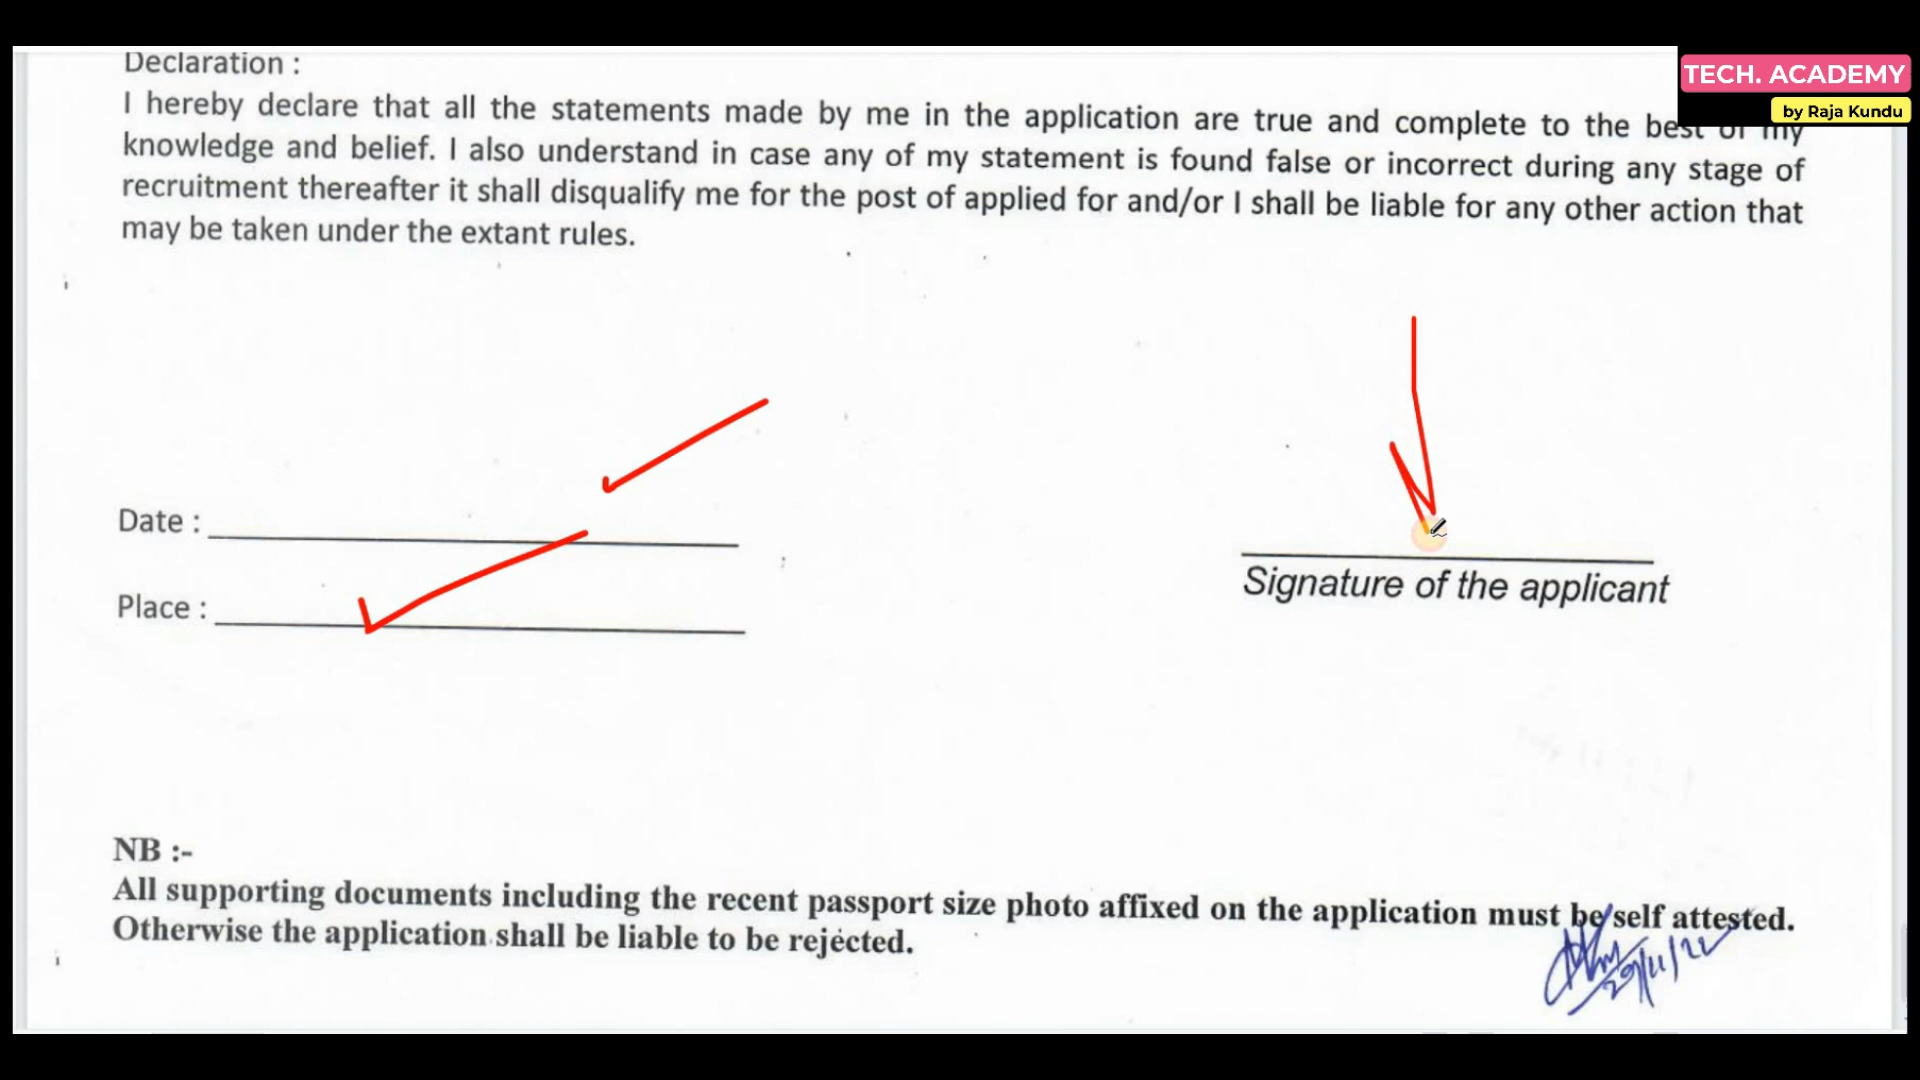 TECH. ACADEMY
by Raja Kundu
Declaration :
I hereby declare that all the statements made by me in the application are true and complete to the best of my
knowledge and belief. I also understand in case any of my statement is found false or incorrect during any stage of
recruitment thereafter it shall disqualify me for the post of applied for and/or I shall be liable for any other action that
may be taken under the extant rules.
Date :
Place :
Signature of the applicant
NB :-
All supporting documents including the recent passport size photo affixed on the application must be self attested.
Otherwise the application shall be liable to be rejected.
29/11/22